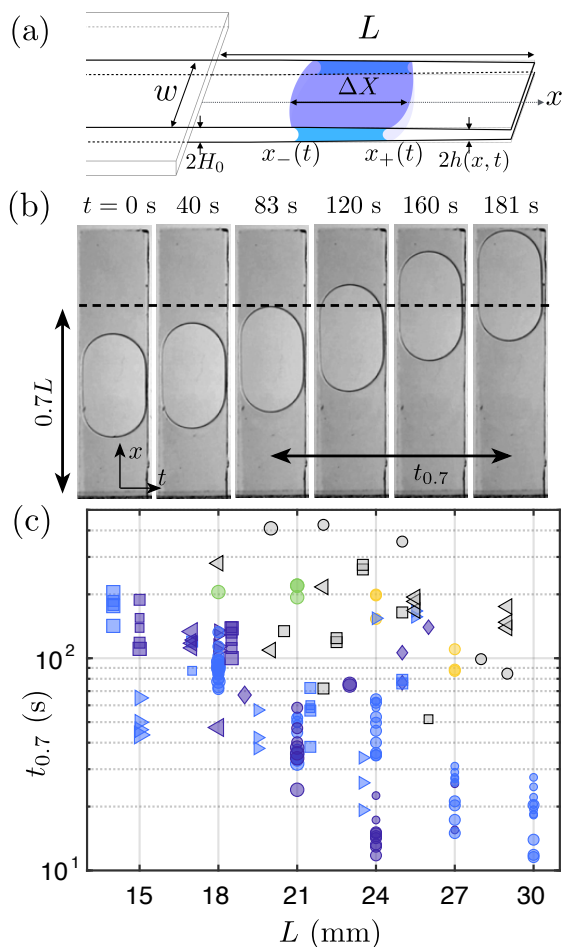 (a)
L
w
ΔX
x
2H₀
x₋(t)
x₊(t)
2h(x, t)
(b)
t = 0 s 40 s 83 s 120 s 160 s 181 s
0.7L
x
t
t₀.₇
(c)
t₀.₇ (s)
10²
10¹
15 18 21 24 27 30
L (mm)